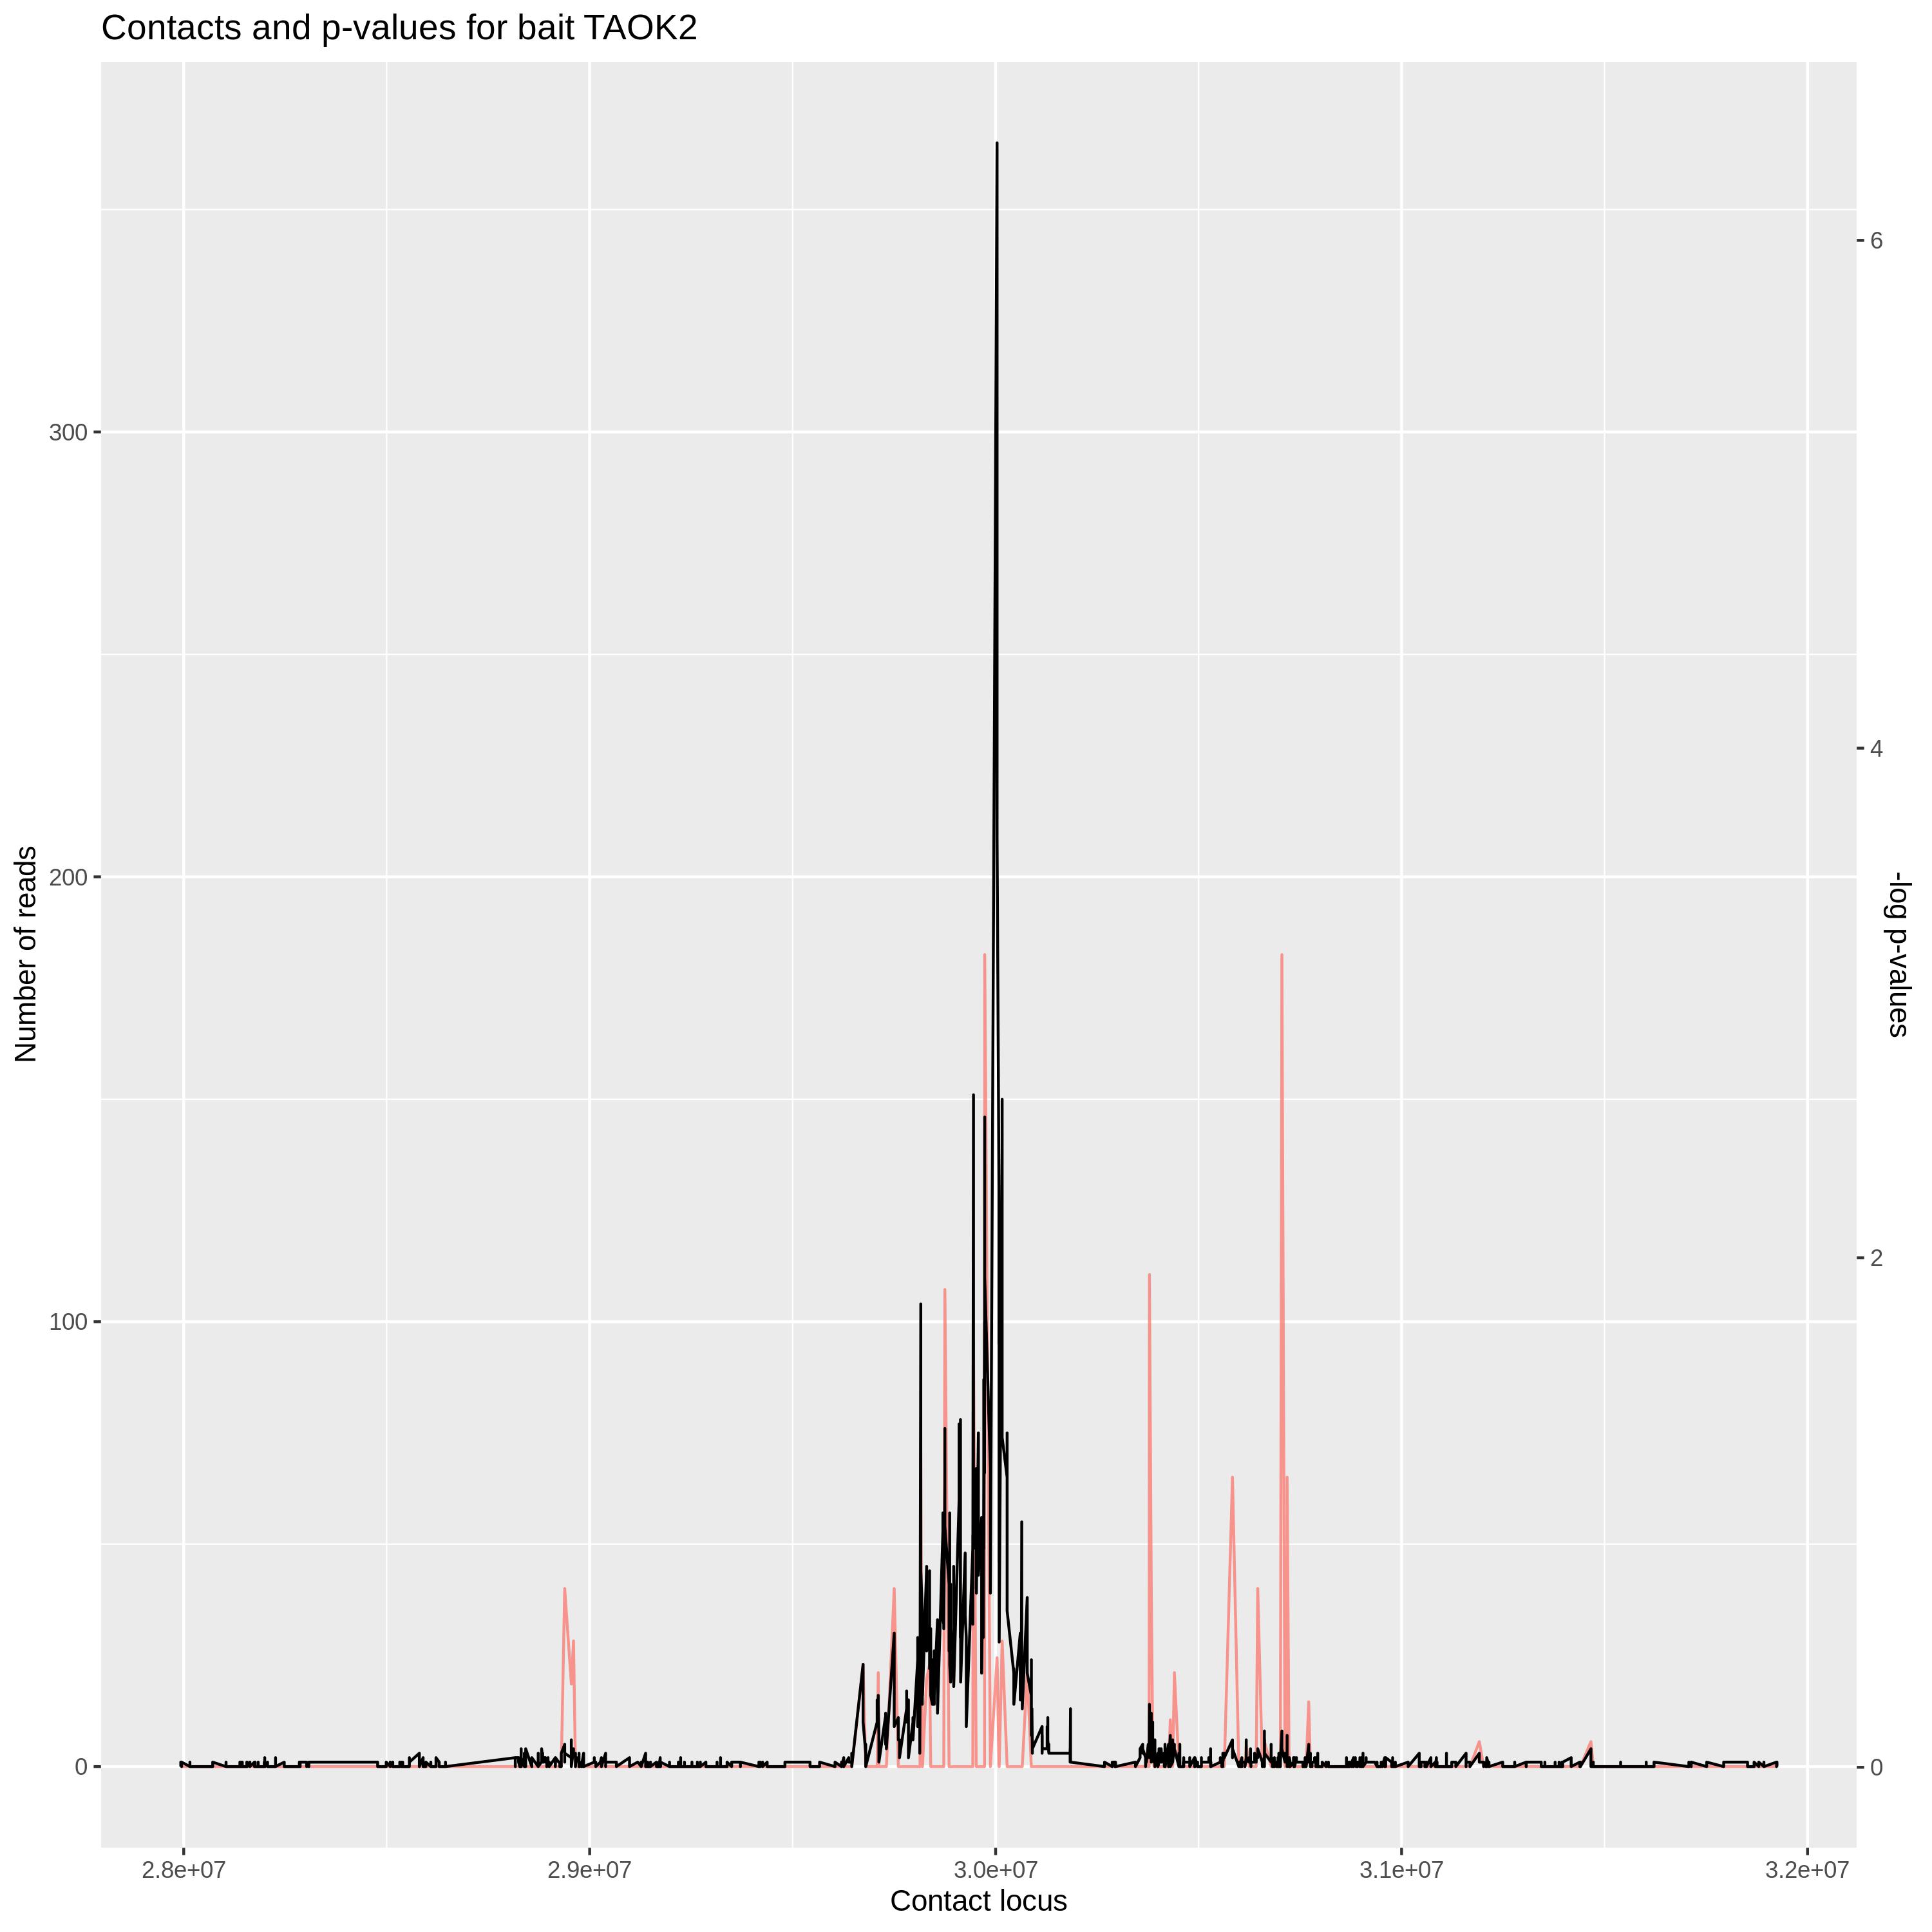 Contacts and p-values for bait TAOK2
300
200
100
0
6
4
2
0
Number of reads
-log p-values
2.8e+07 2.9e+07 3.0e+07 3.1e+07 3.2e+07
Contact locus